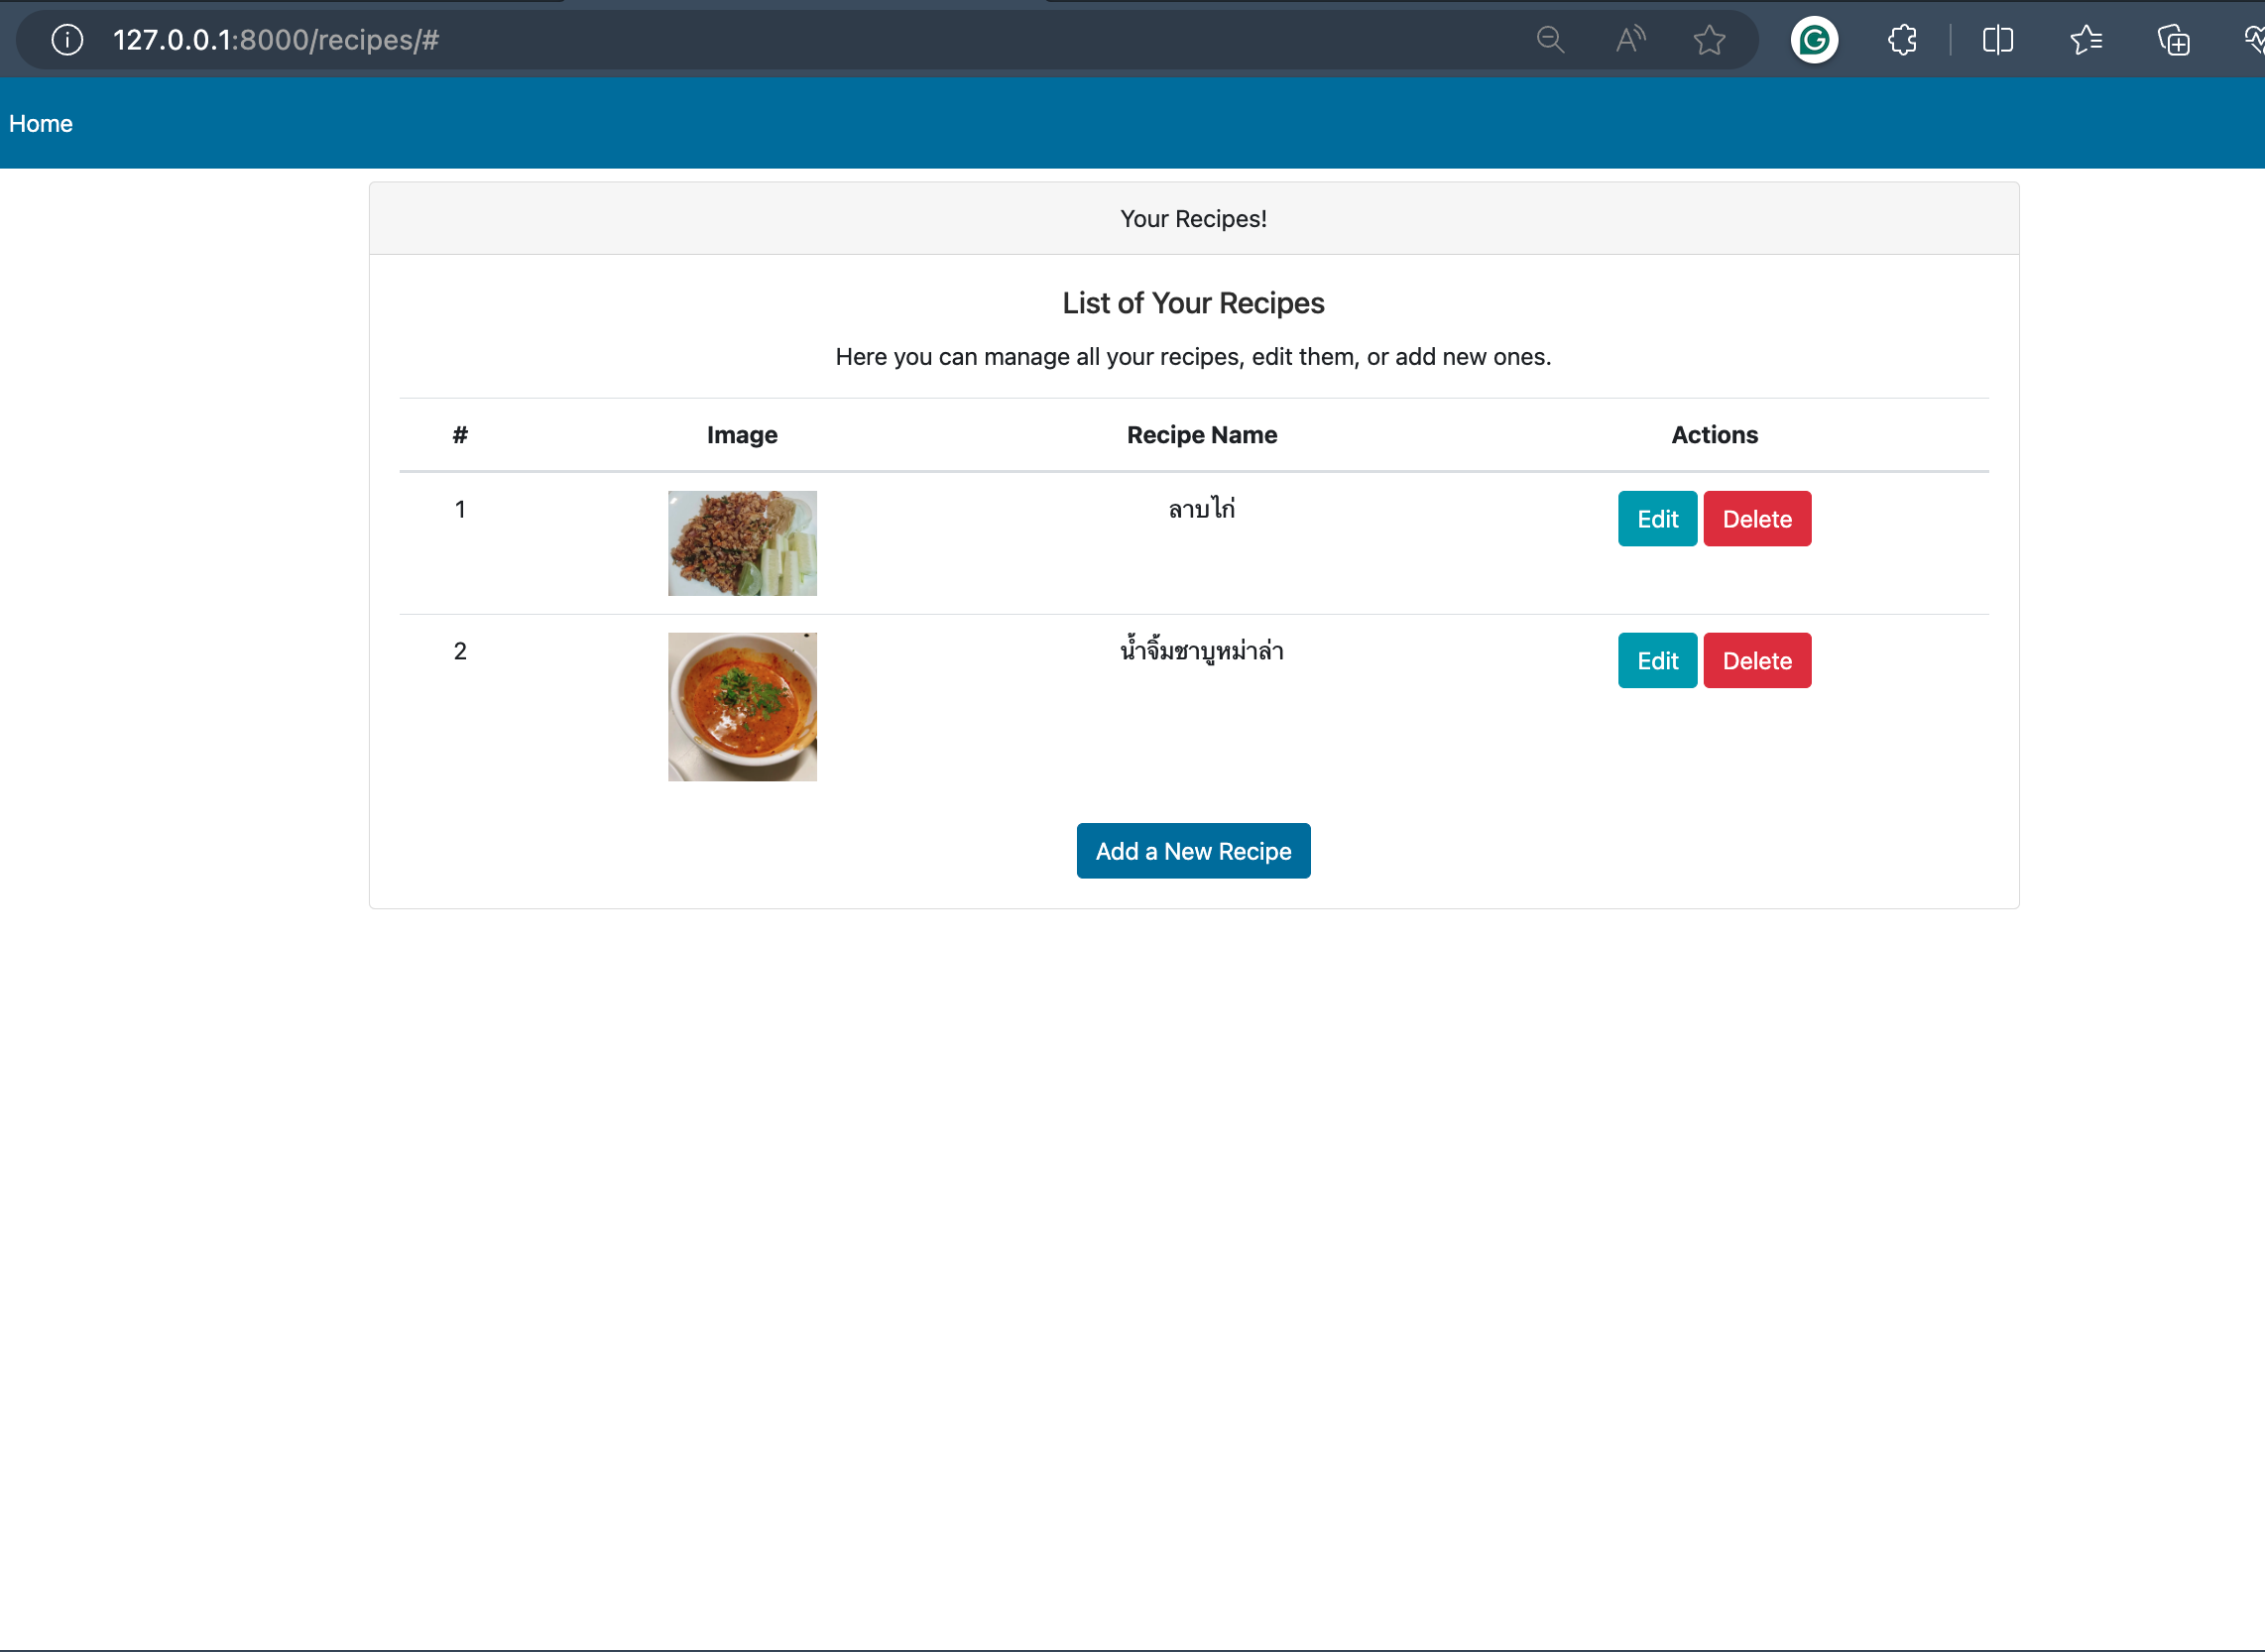 127.0.0.1:8000/recipes/#
Home
Your Recipes!
List of Your Recipes
Here you can manage all your recipes, edit them, or add new ones.
# Image Recipe Name Actions
1 ลาบไก่ Edit Delete
2 น้ำจิ้มชาบูหม่าล่า Edit Delete
Add a New Recipe